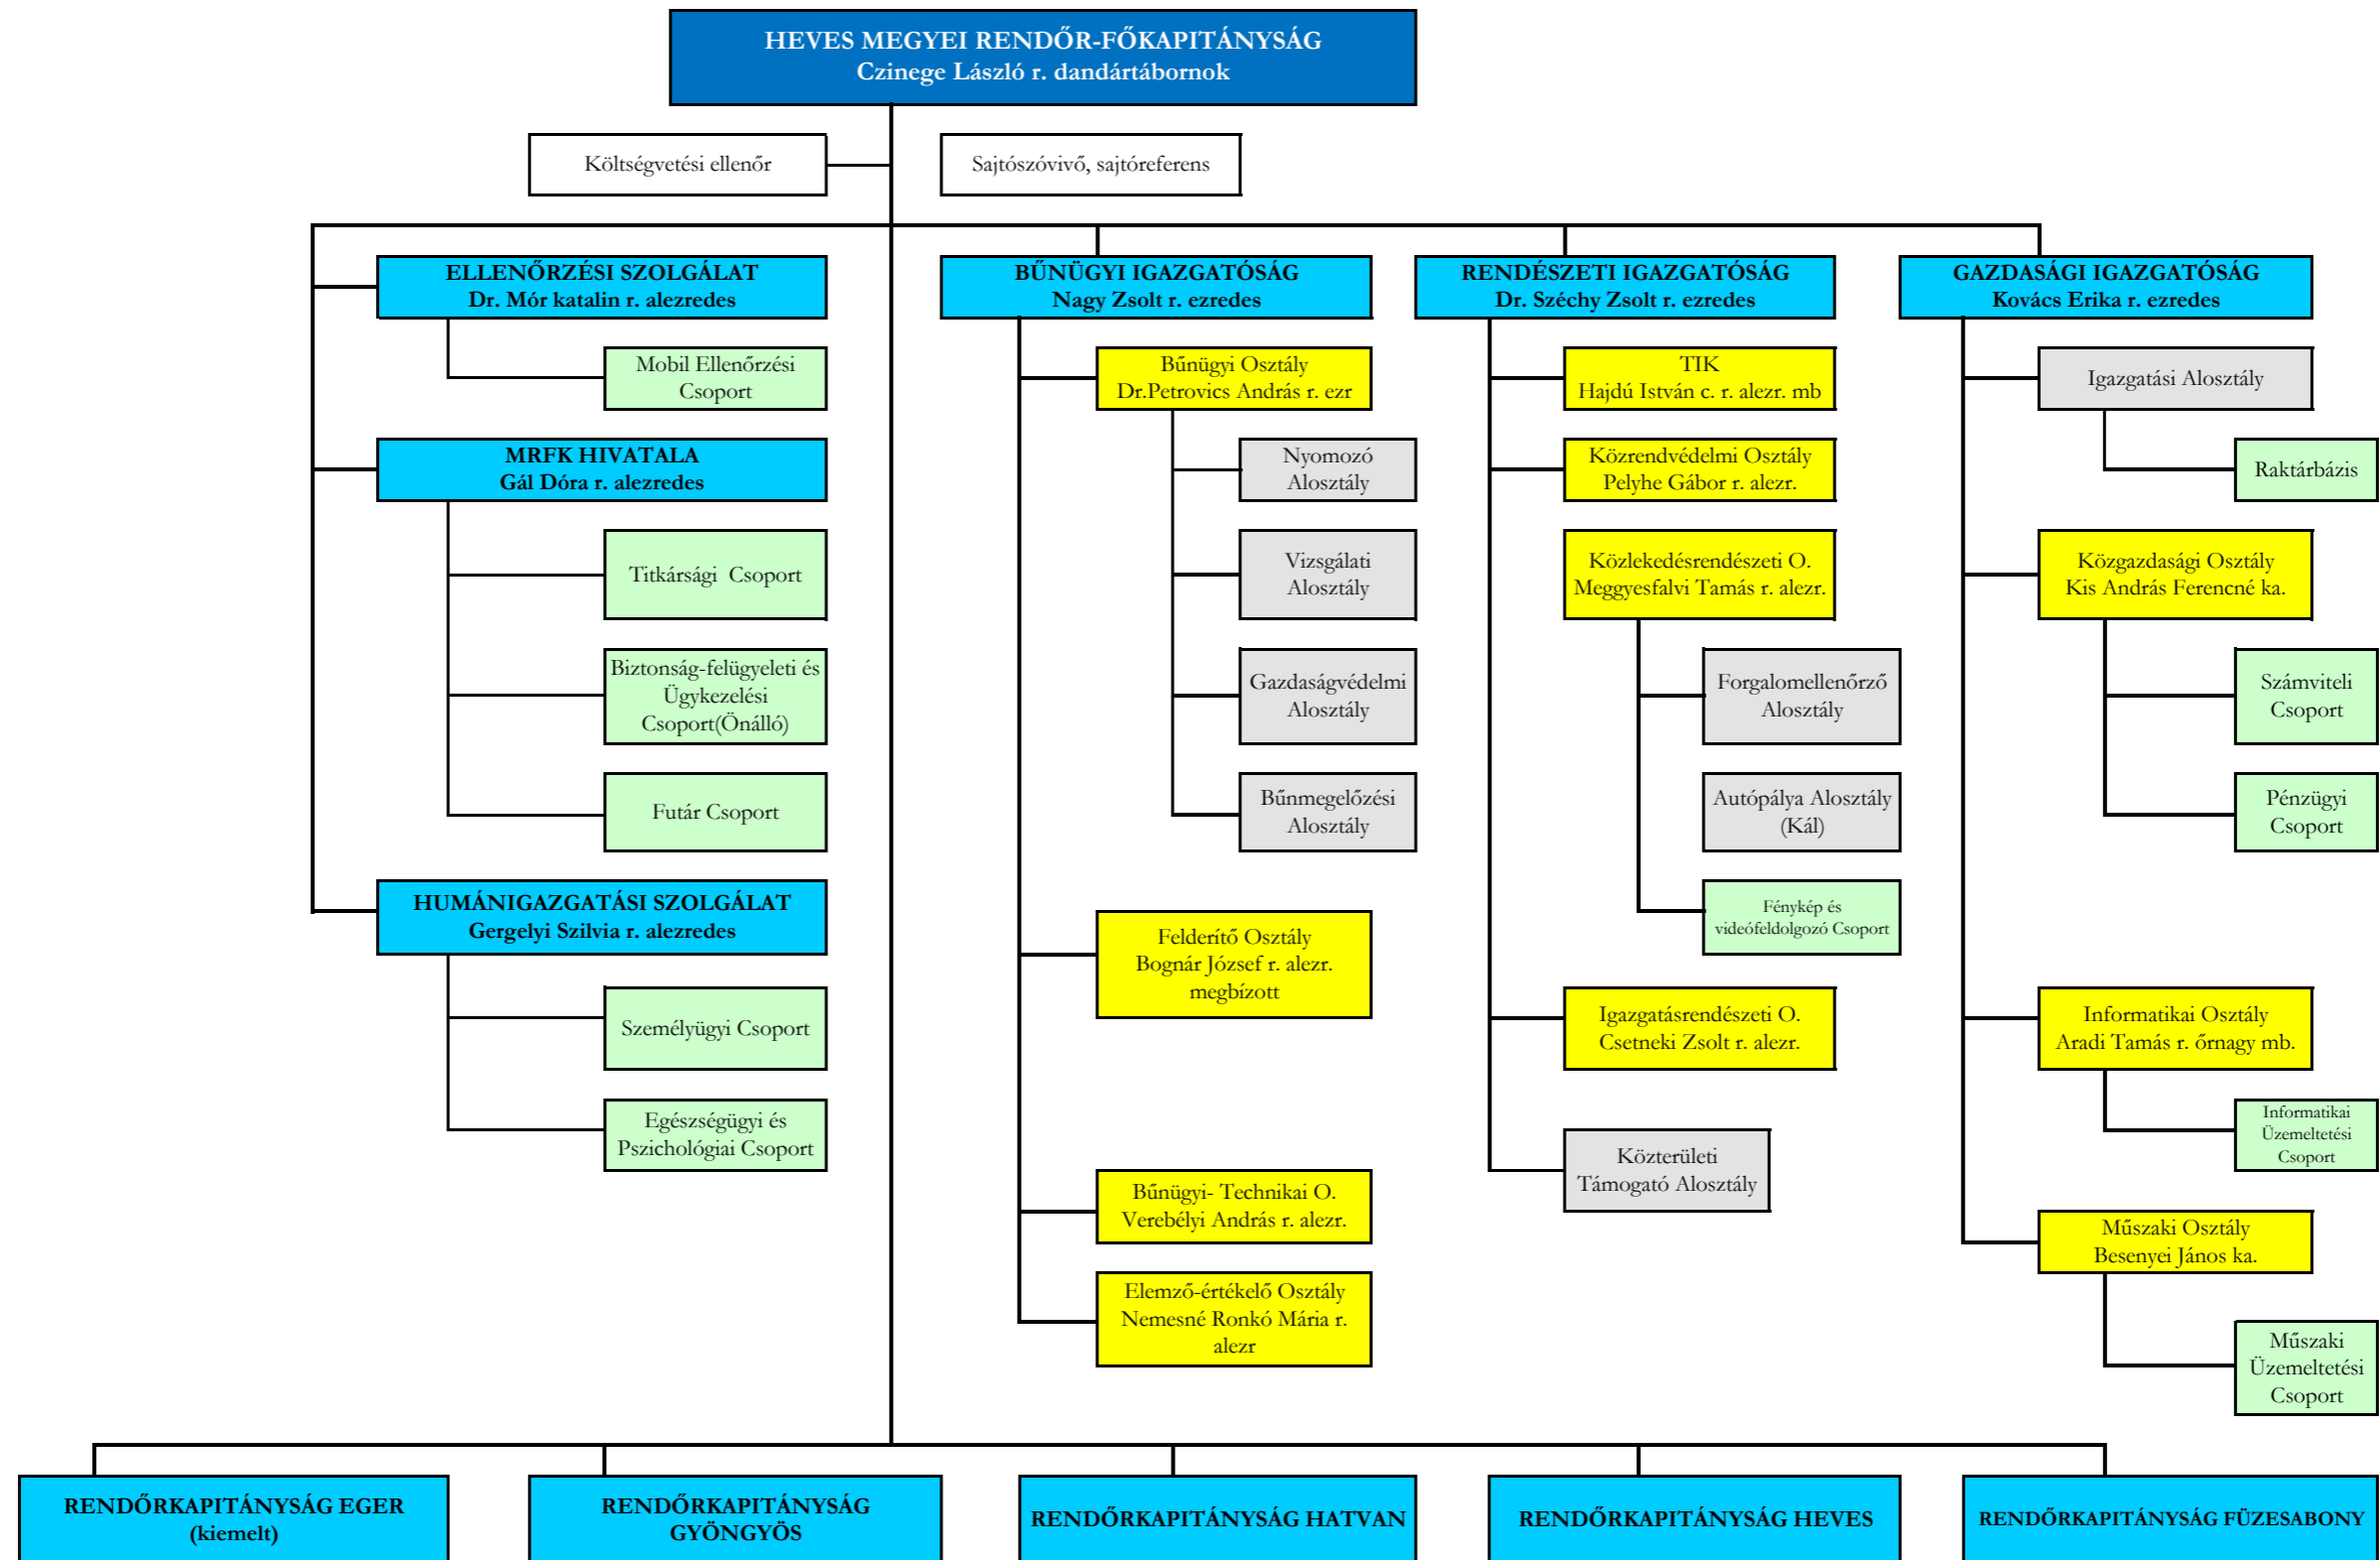 HEVES MEGYEI RENDŐR-FŐKAPITÁNYSÁG
Czinege László r. dandártábornok
Költségvetési ellenőr
Sajtószóvivő, sajtóreferens
ELLENŐRZÉSI SZOLGÁLAT
Dr. Mór katalin r. alezredes
Mobil Ellenőrzési
Csoport
MRFK HIVATALA
Gál Dóra r. alezredes
Titkársági Csoport
Biztonság-felügyeleti és
Ügykezelési
Csoport(Önálló)
Futár Csoport
HUMÁNIGAZGATÁSI SZOLGÁLAT
Gergelyi Szilvia r. alezredes
Személyügyi Csoport
Egészségügyi és
Pszichológiai Csoport
BŰNÜGYI IGAZGATÓSÁG
Nagy Zsolt r. ezredes
Bűnügyi Osztály
Dr.Petrovics András r. ezr
Nyomozó
Alosztály
Vizsgálati
Alosztály
Gazdaságvédelmi
Alosztály
Bűnmegelőzési
Alosztály
Felderítő Osztály
Bognár József r. alezr.
megbízott
Bűnügyi- Technikai O.
Verebélyi András r. alezr.
Elemző-értékelő Osztály
Nemesné Ronkó Mária r.
alezr
RENDÉSZETI IGAZGATÓSÁG
Dr. Széchy Zsolt r. ezredes
TIK
Hajdú István c. r. alezr. mb
Közrendvédelmi Osztály
Pelyhe Gábor r. alezr.
Közlekedésrendészeti O.
Meggyesfalvi Tamás r. alezr.
Forgalomellenőrző
Alosztály
Autópálya Alosztály
(Kál)
Fénykép és
videófeldolgozó Csoport
Igazgatásrendészeti O.
Csetneki Zsolt r. alezr.
Közterületi
Támogató Alosztály
GAZDASÁGI IGAZGATÓSÁG
Kovács Erika r. ezredes
Igazgatási Alosztály
Raktárbázis
Közgazdasági Osztály
Kis András Ferencné ka.
Számviteli
Csoport
Pénzügyi
Csoport
Informatikai Osztály
Aradi Tamás r. őrnagy mb.
Informatikai
Üzemeltetési
Csoport
Műszaki Osztály
Besenyei János ka.
Műszaki
Üzemeltetési
Csoport
RENDŐRKAPITÁNYSÁG EGER
(kiemelt)
RENDŐRKAPITÁNYSÁG
GYÖNGYÖS
RENDŐRKAPITÁNYSÁG HATVAN
RENDŐRKAPITÁNYSÁG HEVES
RENDŐRKAPITÁNYSÁG FÜZESABONY